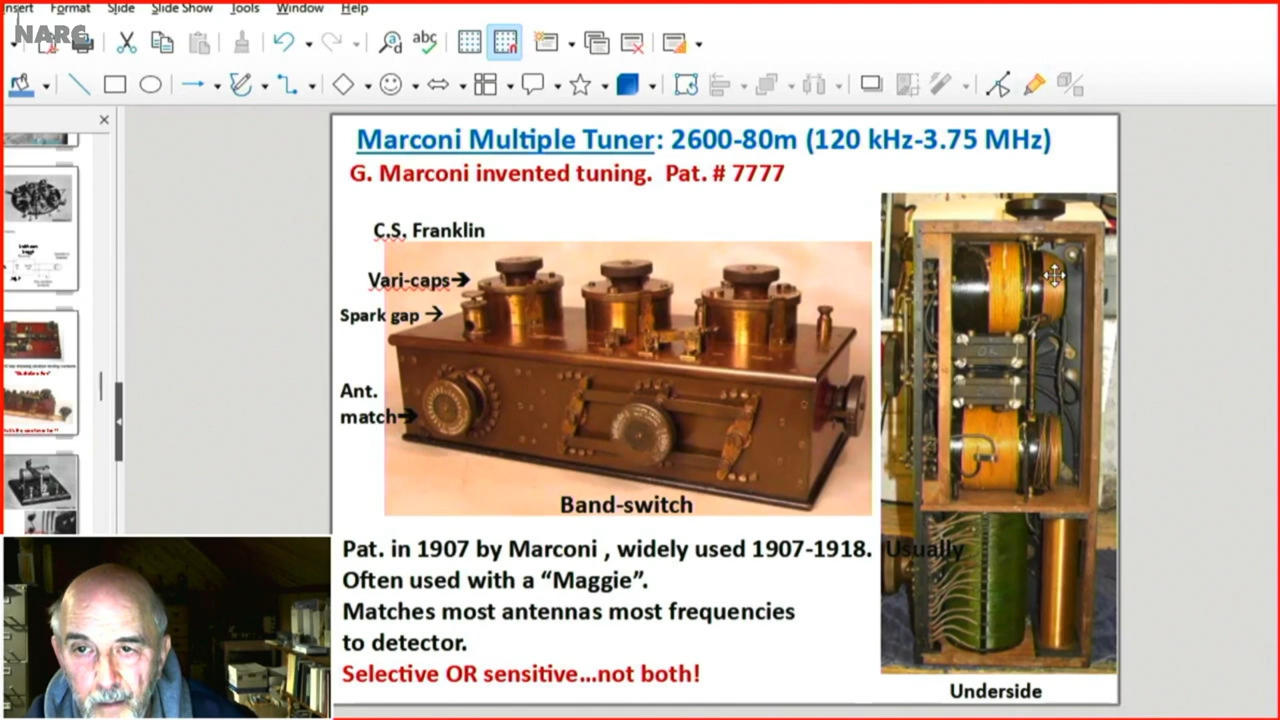 Insert Format Slide Slide Show Tools Window Help
NARC
abc
Marconi Multiple Tuner: 2600-80m (120 kHz-3.75 MHz)
G. Marconi invented tuning. Pat. # 7777
C.S. Franklin
Vari-caps➔
Spark gap →
Ant.
match➔
Band-switch
Pat. in 1907 by Marconi , widely used 1907-1918. Usually
Often used with a “Maggie”.
Matches most antennas most frequencies
to detector.
Selective OR sensitive…not both!
Underside